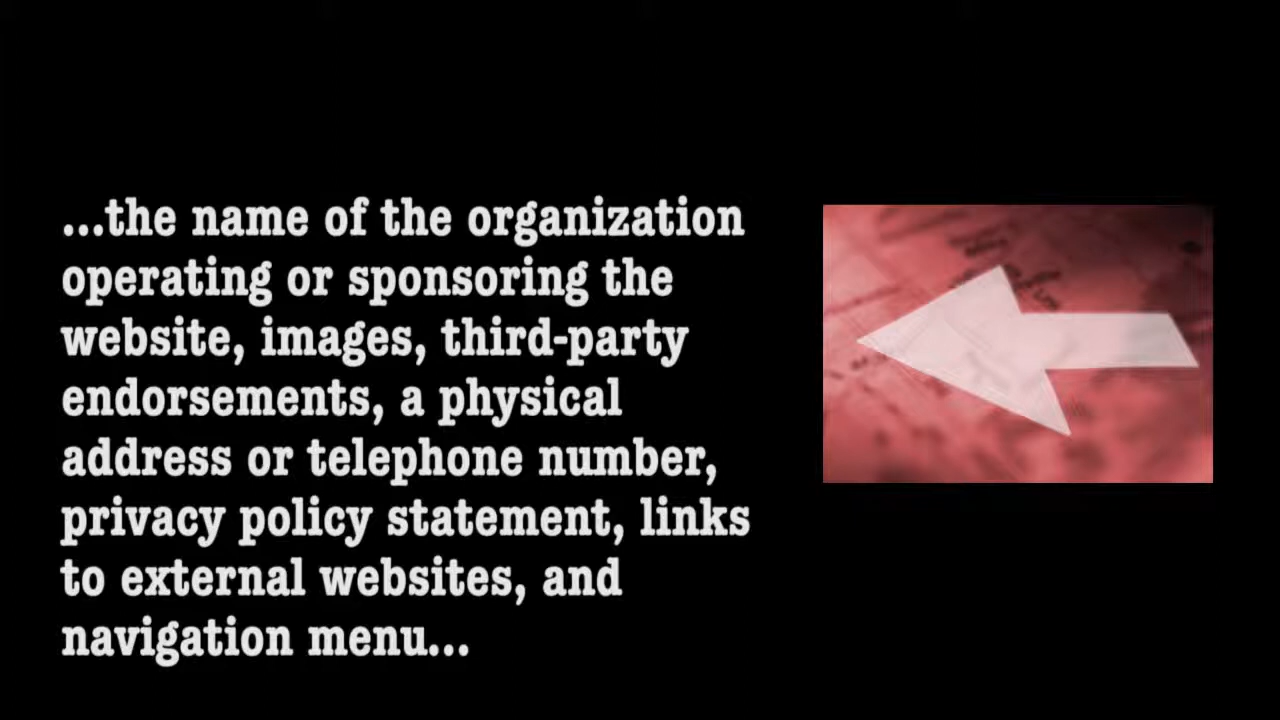 ...the name of the organization
operating or sponsoring the
website, images, third-party
endorsements, a physical
address or telephone number,
privacy policy statement, links
to external websites, and
navigation menu...